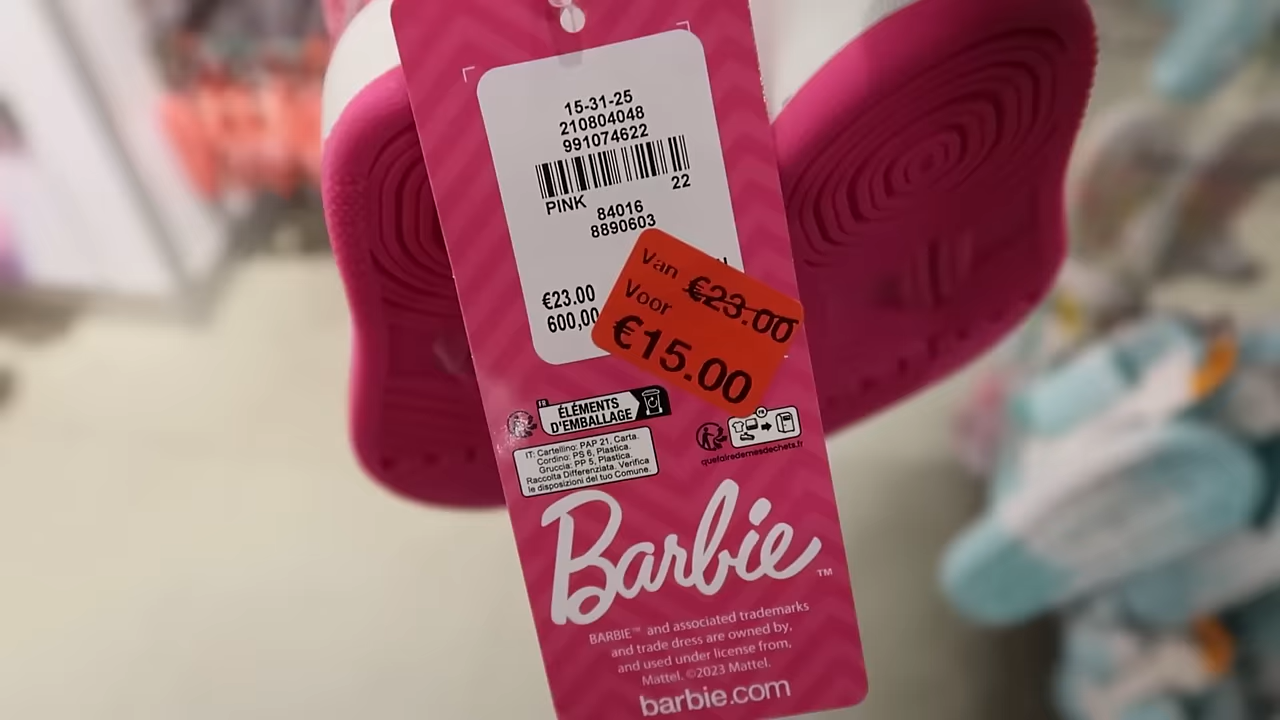 15-31-25
210804048
991074622
PINK 22
84016
8890603
€23.00
600,00
Van €23.00
Voor
€15.00
FR
ÉLÉMENTS
D'EMBALLAGE
IT: Cartellino: PAP 21, Carta.
Cordino: PS 6, Plastica.
Gruccia: PP 5, Plastica.
Raccolta Differenziata. Verifica
le disposizioni del tuo Comune.
FR
quefairedemesdechets.fr
Barbie™
BARBIE™ and associated trademarks
and trade dress are owned by,
and used under license from,
Mattel. ©2023 Mattel.
barbie.com